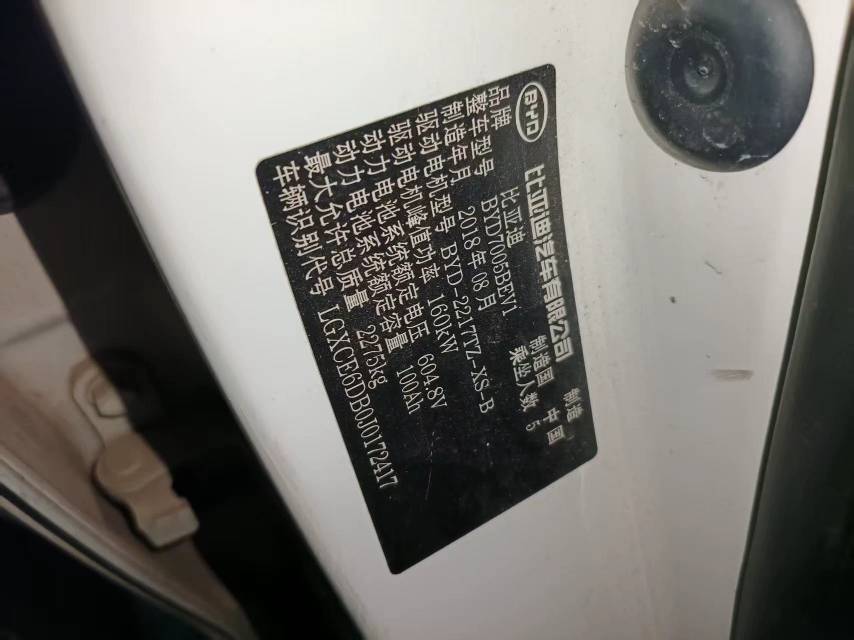 BYD 比亚迪汽车有限公司 制造
品牌 比亚迪 制造国 中国
整车型号 BYD7005BEV1 乘坐人数 5
制造年月 2018年08月
驱动电机型号 BYD-2217TZ-XS-B
驱动电机峰值功率 160kW
动力电池系统额定电压 604.8V
动力电池系统额定容量 100Ah
最大允许总质量 2275kg
车辆识别代号 LGXCE6DB0J0172417